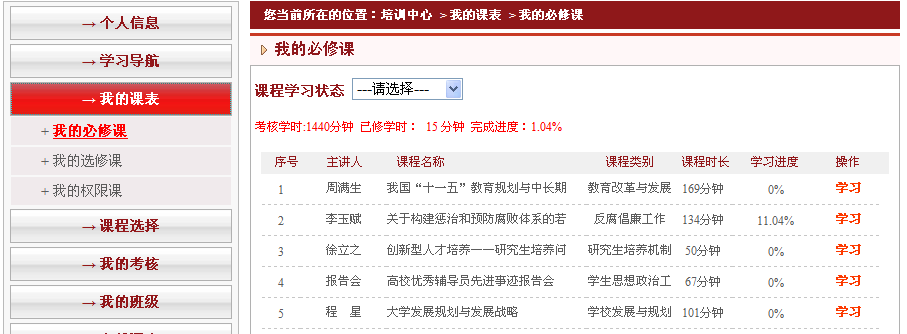 → 个人信息
→ 学习导航
→ 我的课表
+ 我的必修课
+ 我的选修课
+ 我的权限课
→ 课程选择
→ 我的考核
→ 我的班级
您当前所在的位置：培训中心 > 我的课表 > 我的必修课
我的必修课
课程学习状态 ---请选择---
考核学时:1440分钟 已修学时： 15 分钟 完成进度：1.04%
序号 主讲人 课程名称 课程类别 课程时长 学习进度 操作
1 周满生 我国“十一五”教育规划与中长期 教育改革与发展 169分钟 0% 学习
2 李玉赋 关于构建惩治和预防腐败体系的若 反腐倡廉工作 134分钟 11.04% 学习
3 徐立之 创新型人才培养——研究生培养问 研究生培养机制 50分钟 0% 学习
4 报告会 高校优秀辅导员先进事迹报告会 学生思想政治工 67分钟 0% 学习
5 程　星 大学发展规划与发展战略 学校发展与规划 101分钟 0% 学习